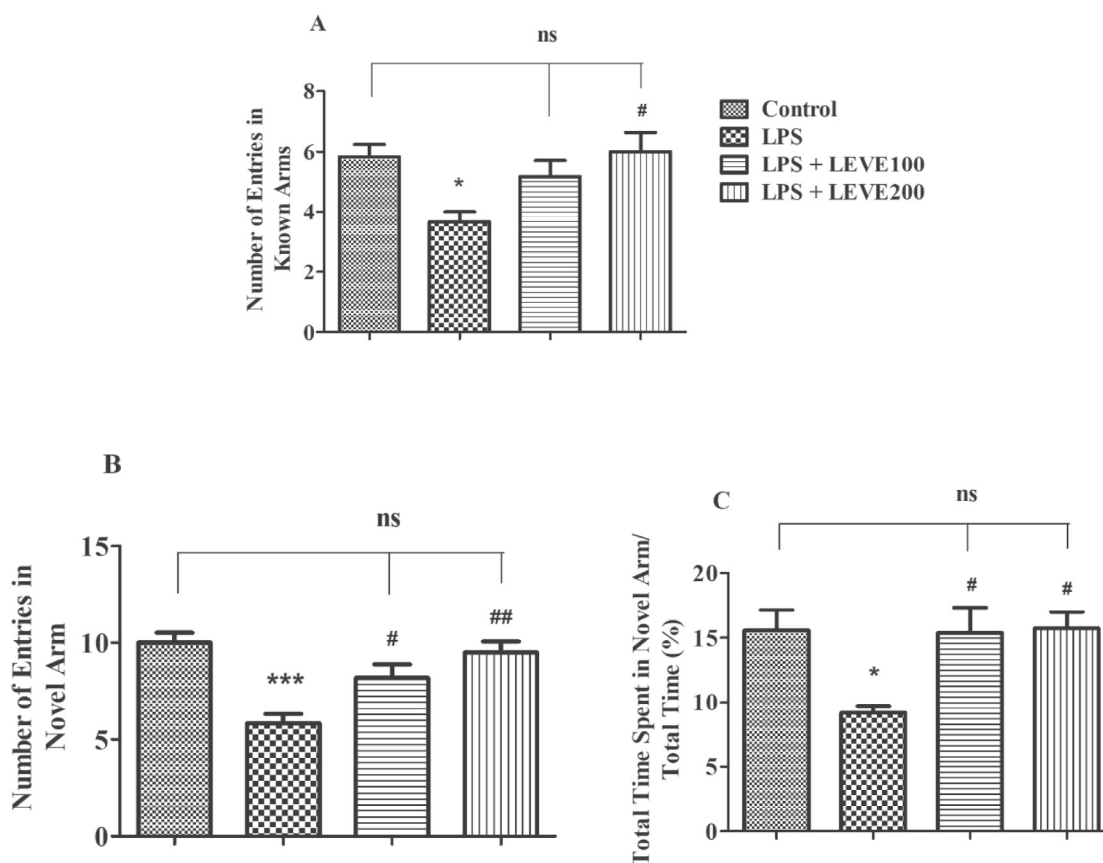 A
ns
Number of Entries in
Known Arms
8
6
4
2
0
*
#
Control
LPS
LPS + LEVE100
LPS + LEVE200
B
ns
Number of Entries in
Novel Arm
15
10
5
0
***
#
##
C
ns
Total Time Spent in Novel Arm/
Total Time (%)
20
15
10
5
0
*
#
#